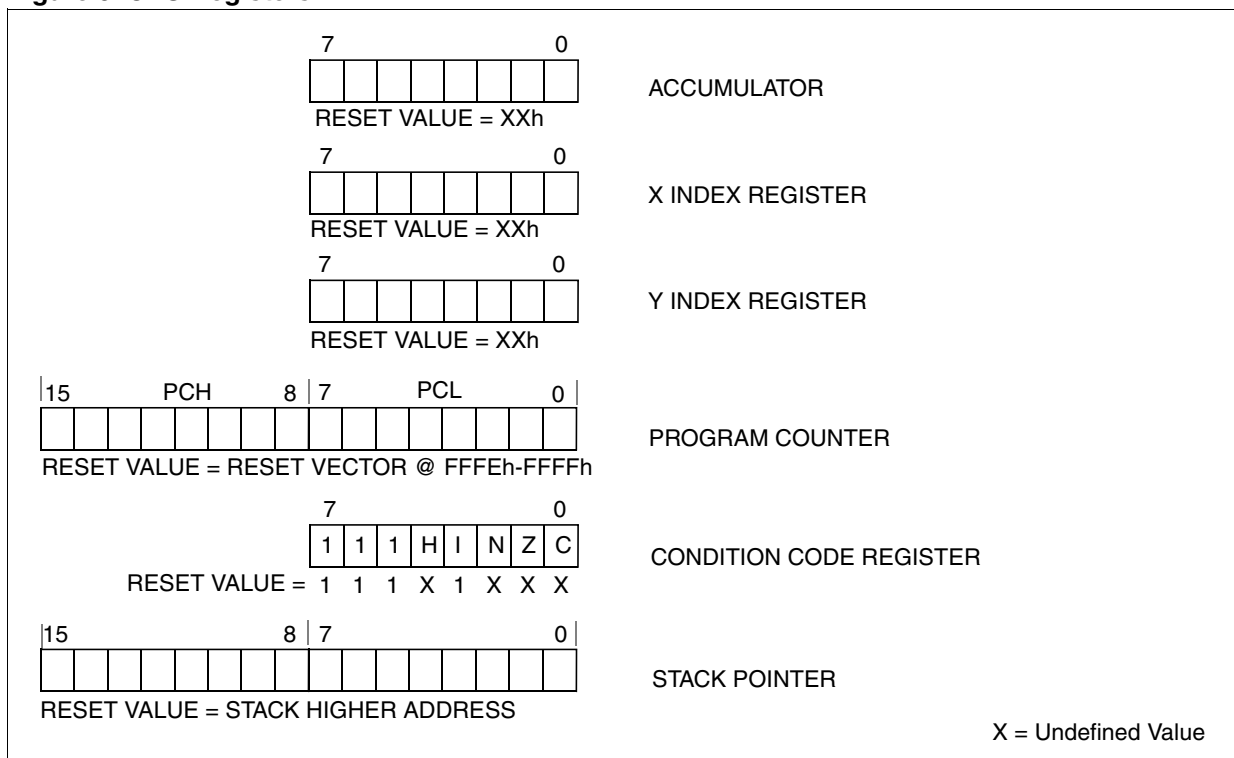 7 0
ACCUMULATOR
RESET VALUE = XXh
7 0
X INDEX REGISTER
RESET VALUE = XXh
7 0
Y INDEX REGISTER
RESET VALUE = XXh
15 PCH 8 7 PCL 0
PROGRAM COUNTER
RESET VALUE = RESET VECTOR @ FFFEh-FFFFh
7 0
1 1 1 H I N Z C
CONDITION CODE REGISTER
RESET VALUE = 1 1 1 X 1 X X X
15 8 7 0
STACK POINTER
RESET VALUE = STACK HIGHER ADDRESS
X = Undefined Value